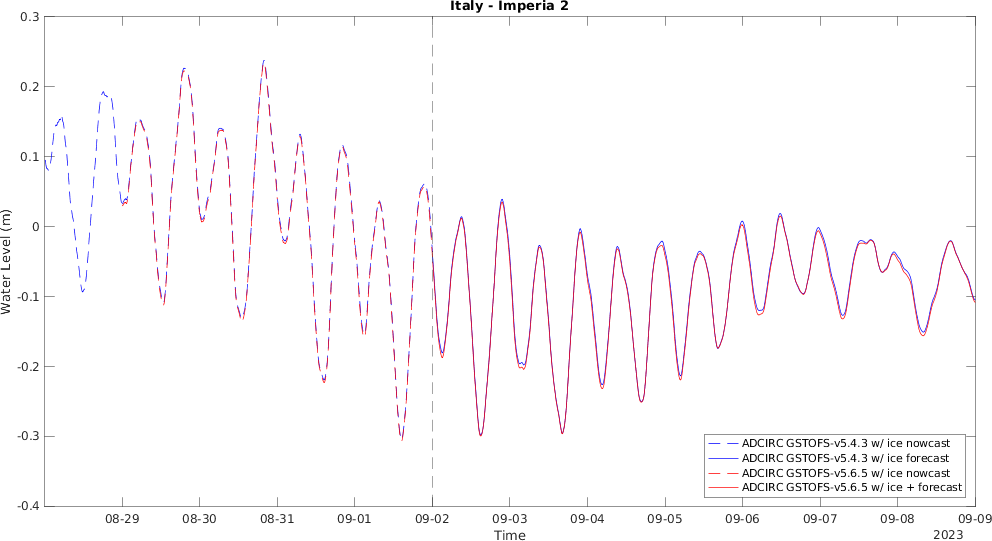 Italy - Imperia 2
Water Level (m)
0.3
0.2
0.1
0
-0.1
-0.2
-0.3
-0.4
ADCIRC GSTOFS-v5.4.3 w/ ice nowcast
ADCIRC GSTOFS-v5.4.3 w/ ice forecast
ADCIRC GSTOFS-v5.6.5 w/ ice nowcast
ADCIRC GSTOFS-v5.6.5 w/ ice + forecast
08-29 08-30 08-31 09-01 09-02 09-03 09-04 09-05 09-06 09-07 09-08 09-09
Time
2023